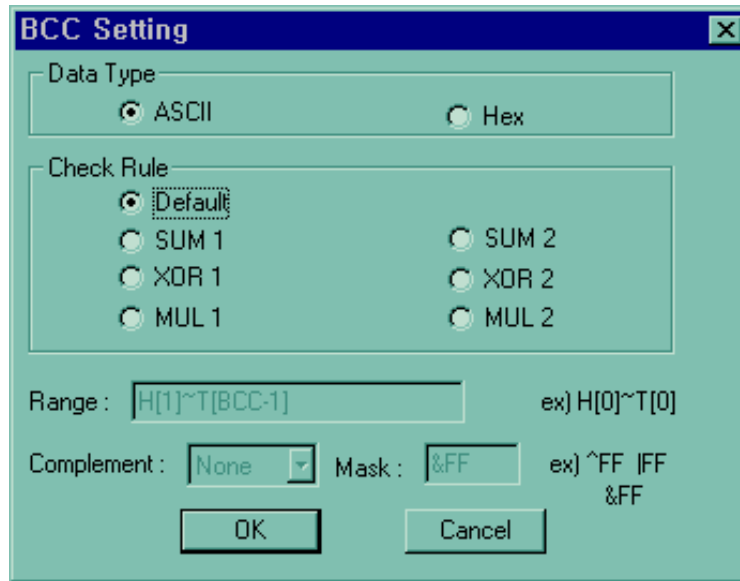 BCC Setting
Data Type
ASCII Hex
Check Rule
Default
SUM 1 SUM 2
XOR 1 XOR 2
MUL 1 MUL 2
Range : H[1]~T[BCC-1] ex) H[0]~T[0]
Complement : None Mask : &FF ex) ^FF |FF
&FF
OK Cancel